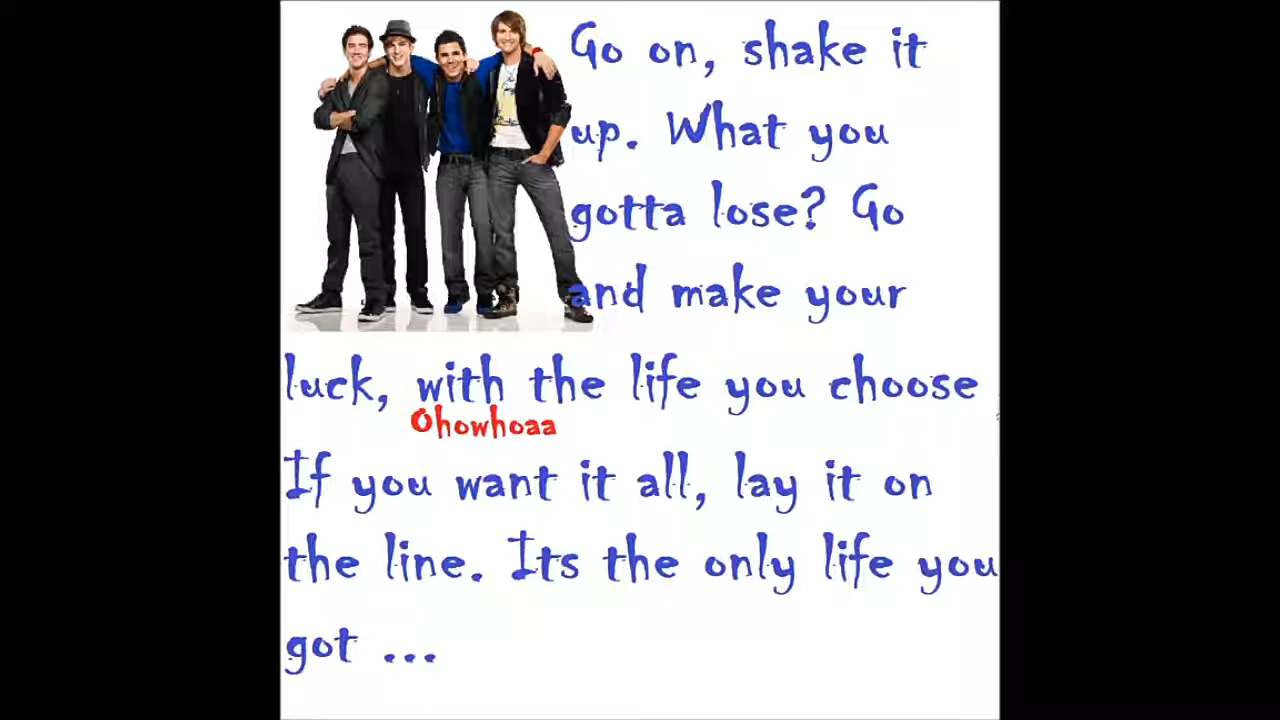 Go on, shake it
up. What you
gotta lose? Go
and make your
luck, with the life you choose
Ohowhoaa
If you want it all, lay it on
the line. Its the only life you
got ...